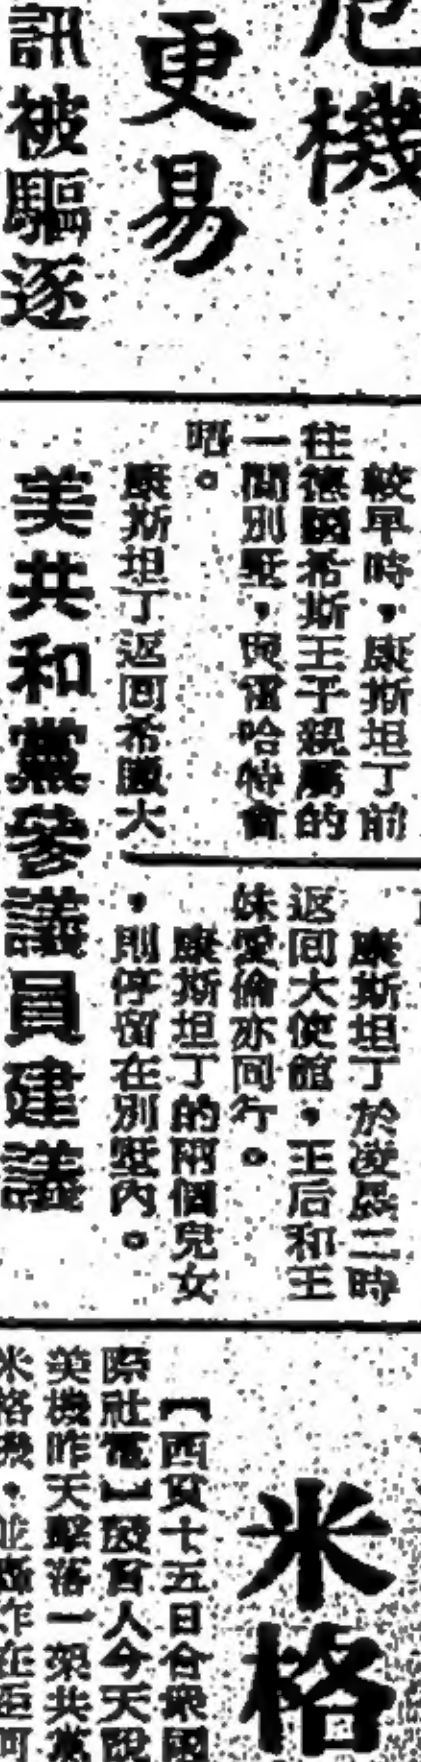 危機
更易
訊被驅逐
較早時，康斯坦丁前
往德國希斯王子親屬的
一間別墅，與雷哈特會
晤。
康斯坦丁返回希臘大
康斯坦丁於凌晨三時
返回大使館，王后和王
妹愛倫亦同行。
康斯坦丁的兩個兒女
，則停留在別墅內。
美共和黨參議員建議
米格
【西貢十五日合衆國
際社電】發言人今天說
美機昨天擊落一架共黨
米格機，並轟炸在河